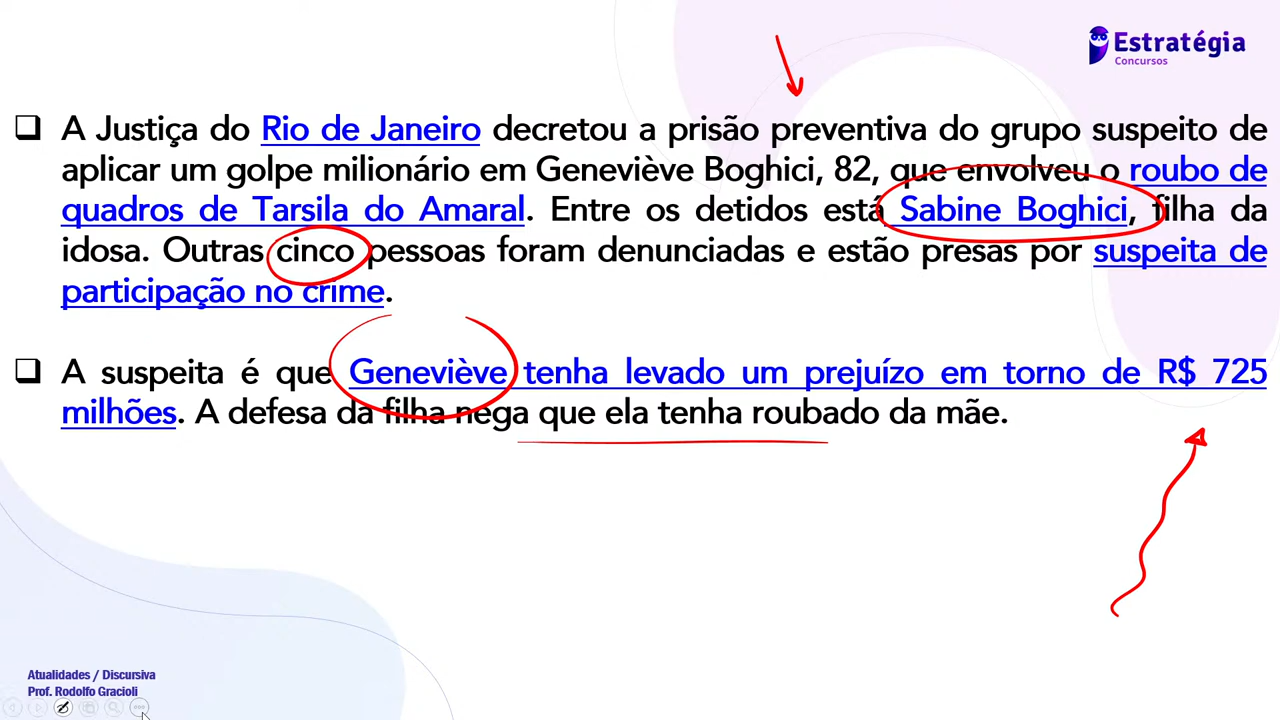 Estratégia
Concursos
A Justiça do Rio de Janeiro decretou a prisão preventiva do grupo suspeito de
aplicar um golpe milionário em Geneviève Boghici, 82, que envolveu o roubo de
quadros de Tarsila do Amaral. Entre os detidos está Sabine Boghici, filha da
idosa. Outras cinco pessoas foram denunciadas e estão presas por suspeita de
participação no crime.
A suspeita é que Geneviève tenha levado um prejuízo em torno de R$ 725
milhões. A defesa da filha nega que ela tenha roubado da mãe.
Atualidades / Discursiva
Prof. Rodolfo Gracioli